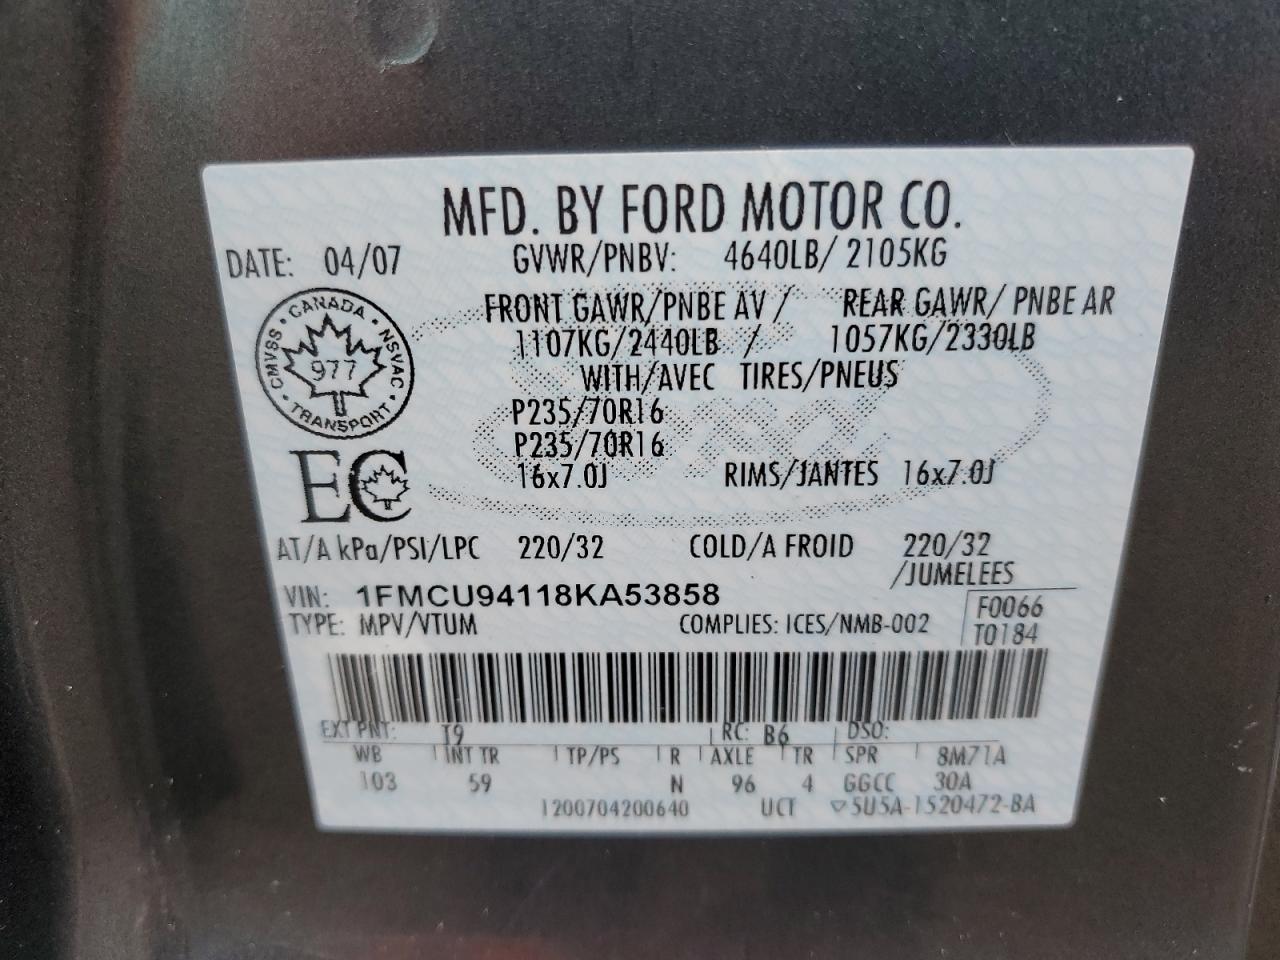 MFD. BY FORD MOTOR CO.
DATE: 04/07 GVWR/PNBV: 4640LB/ 2105KG
FRONT GAWR/PNBE AV / REAR GAWR/ PNBE AR
1107KG/2440LB / 1057KG/2330LB
WITH/AVEC TIRES/PNEUS
P235/70R16
P235/70R16
16x7.0J RIMS/JANTES 16x7.0J
CANADA • NSVAC • TRANSPORT • CMVSS •
977
EC
AT/A kPa/PSI/LPC 220/32 COLD/A FROID 220/32
/JUMELEES
VIN: 1FMCU94118KA53858
F0066
TYPE: MPV/VTUM COMPLIES: ICES/NMB-002
T0184
EXT PNT: T9 RC: B6 DSO:
WB INT TR TP/PS R AXLE TR SPR 8M71A
103 59 N 96 4 GGCC 30A
1200704200640 UCT ▽5U5A-1520472-BA